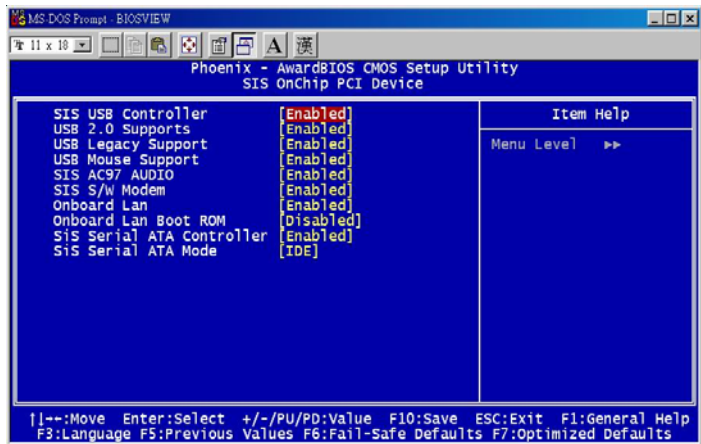 MS-DOS Prompt - BIOSVIEW
Tr 11 x 18 A 漢
Phoenix - AwardBIOS CMOS Setup Utility
SIS OnChip PCI Device
SIS USB Controller [Enabled]
USB 2.0 Supports [Enabled]
USB Legacy Support [Enabled]
USB Mouse Support [Enabled]
SIS AC97 AUDIO [Enabled]
SIS S/W Modem [Enabled]
Onboard Lan [Enabled]
Onboard Lan Boot ROM [Disabled]
SiS Serial ATA Controller [Enabled]
SiS Serial ATA Mode [IDE]
Item Help
Menu Level ►►
↑↓→←:Move Enter:Select +/-/PU/PD:Value F10:Save ESC:Exit F1:General Help
F3:Language F5:Previous Values F6:Fail-Safe Defaults F7:Optimized Defaults